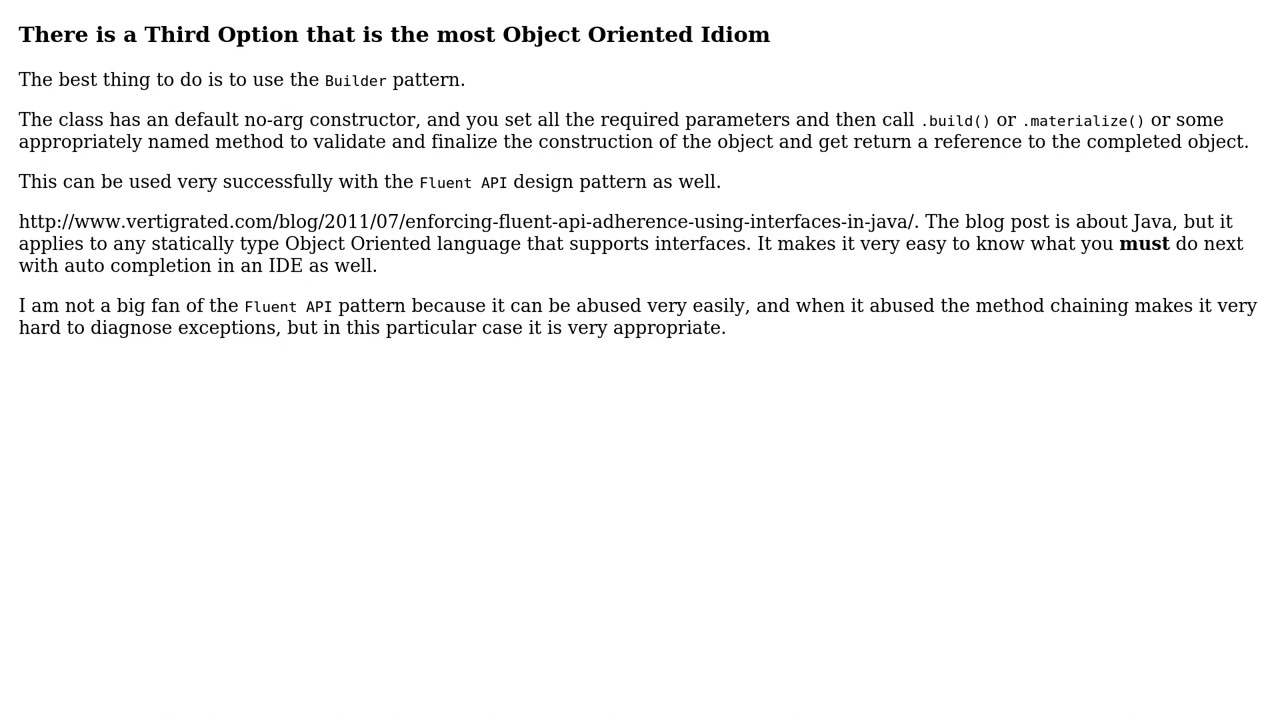 There is a Third Option that is the most Object Oriented Idiom
The best thing to do is to use the Builder pattern.
The class has an default no-arg constructor, and you set all the required parameters and then call .build() or .materialize() or some
appropriately named method to validate and finalize the construction of the object and get return a reference to the completed object.
This can be used very successfully with the Fluent API design pattern as well.
http://www.vertigrated.com/blog/2011/07/enforcing-fluent-api-adherence-using-interfaces-in-java/. The blog post is about Java, but it
applies to any statically type Object Oriented language that supports interfaces. It makes it very easy to know what you must do next
with auto completion in an IDE as well.
I am not a big fan of the Fluent API pattern because it can be abused very easily, and when it abused the method chaining makes it very
hard to diagnose exceptions, but in this particular case it is very appropriate.